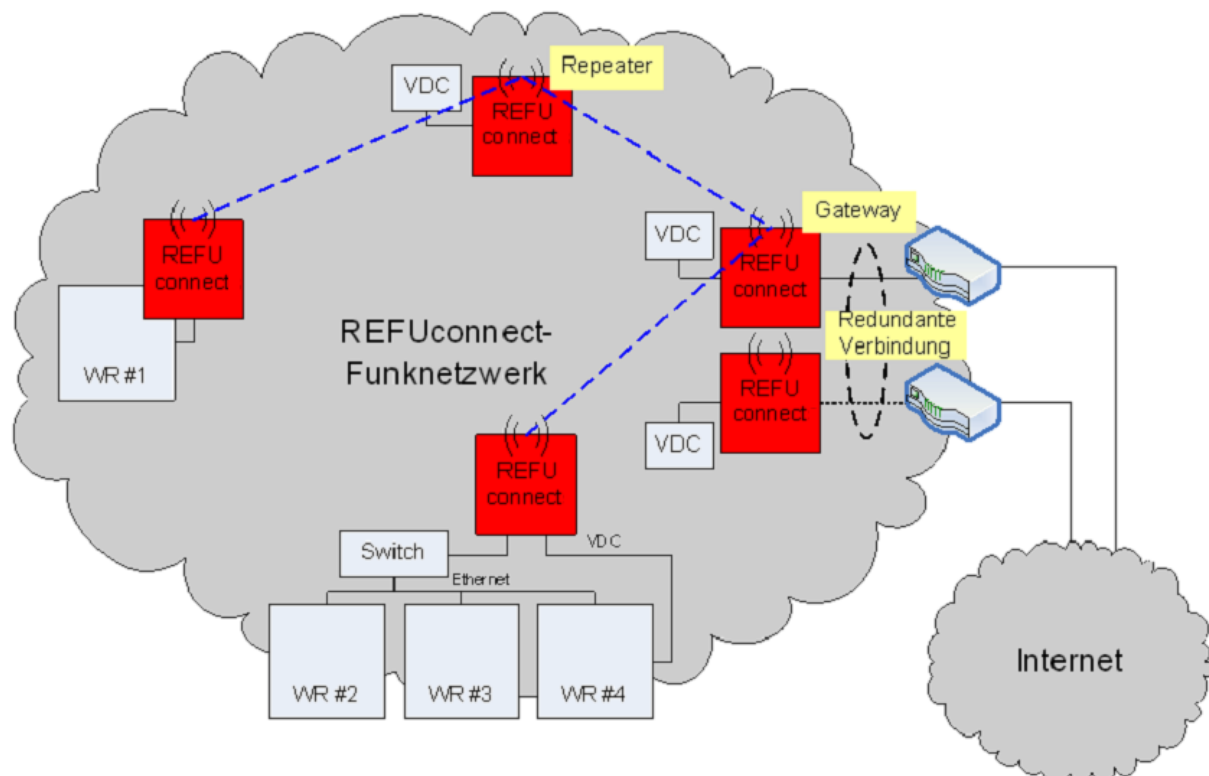 Repeater
VDC
REFU
connect
Gateway
VDC
REFU
connect
REFU
connect
WR #1
REFUconnect-
Funknetzwerk
Redundante
Verbindung
REFU
connect
VDC
REFU
connect
Switch
VDC
Ethernet
WR #2
WR #3
WR #4
Internet